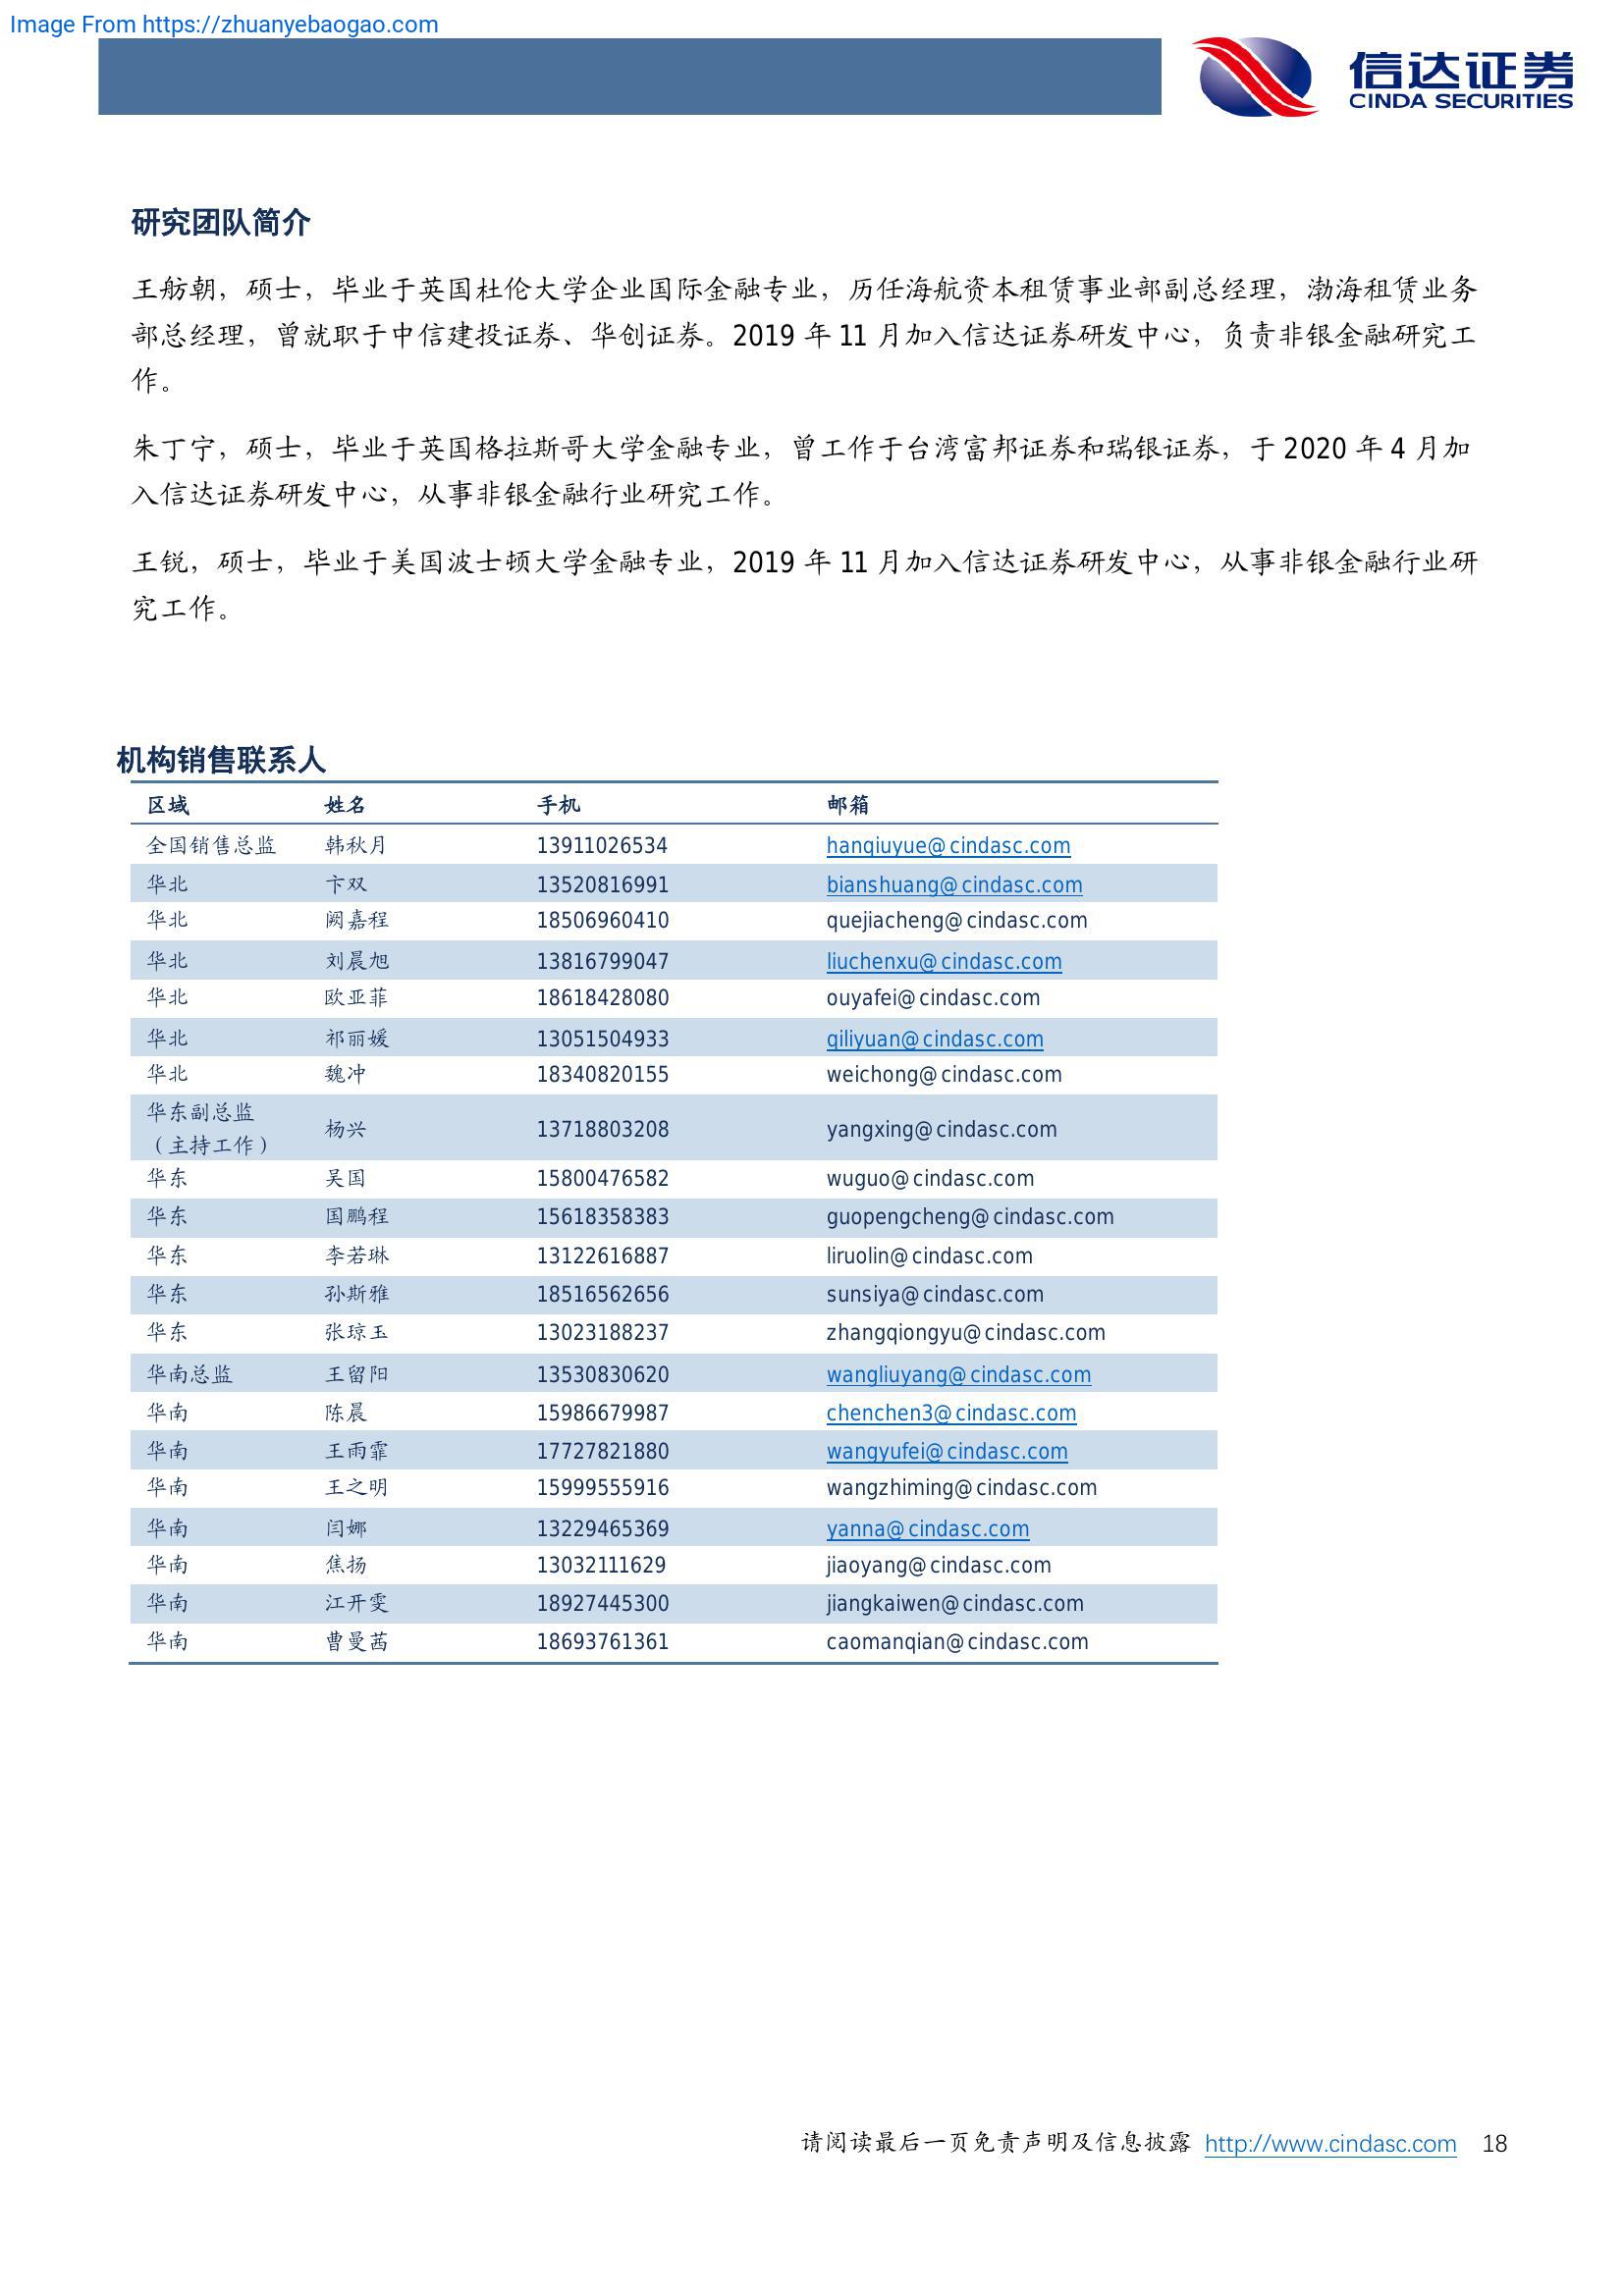 Image From https://zhuanyebaogao.com
信达证券
CINDA SECURITIES
研究团队简介
王舫朝，硕士，毕业于英国杜伦大学企业国际金融专业，历任海航资本租赁事业部副总经理，渤海租赁业务
部总经理，曾就职于中信建投证券、华创证券。2019 年 11 月加入信达证券研发中心，负责非银金融研究工
作。
朱丁宁，硕士，毕业于英国格拉斯哥大学金融专业，曾工作于台湾富邦证券和瑞银证券，于 2020 年 4 月加
入信达证券研发中心，从事非银金融行业研究工作。
王锐，硕士，毕业于美国波士顿大学金融专业，2019 年 11 月加入信达证券研发中心，从事非银金融行业研
究工作。
机构销售联系人
区域 姓名 手机 邮箱
全国销售总监 韩秋月 13911026534 hanqiuyue@cindasc.com
华北 卞双 13520816991 bianshuang@cindasc.com
华北 阙嘉程 18506960410 quejiacheng@cindasc.com
华北 刘晨旭 13816799047 liuchenxu@cindasc.com
华北 欧亚菲 18618428080 ouyafei@cindasc.com
华北 祁丽媛 13051504933 qiliyuan@cindasc.com
华北 魏冲 18340820155 weichong@cindasc.com
华东副总监
（主持工作） 杨兴 13718803208 yangxing@cindasc.com
华东 吴国 15800476582 wuguo@cindasc.com
华东 国鹏程 15618358383 guopengcheng@cindasc.com
华东 李若琳 13122616887 liruolin@cindasc.com
华东 孙斯雅 18516562656 sunsiya@cindasc.com
华东 张琼玉 13023188237 zhangqiongyu@cindasc.com
华南总监 王留阳 13530830620 wangliuyang@cindasc.com
华南 陈晨 15986679987 chenchen3@cindasc.com
华南 王雨霏 17727821880 wangyufei@cindasc.com
华南 王之明 15999555916 wangzhiming@cindasc.com
华南 闫娜 13229465369 yanna@cindasc.com
华南 焦扬 13032111629 jiaoyang@cindasc.com
华南 江开雯 18927445300 jiangkaiwen@cindasc.com
华南 曹曼茜 18693761361 caomanqian@cindasc.com
请阅读最后一页免责声明及信息披露 http://www.cindasc.com 18